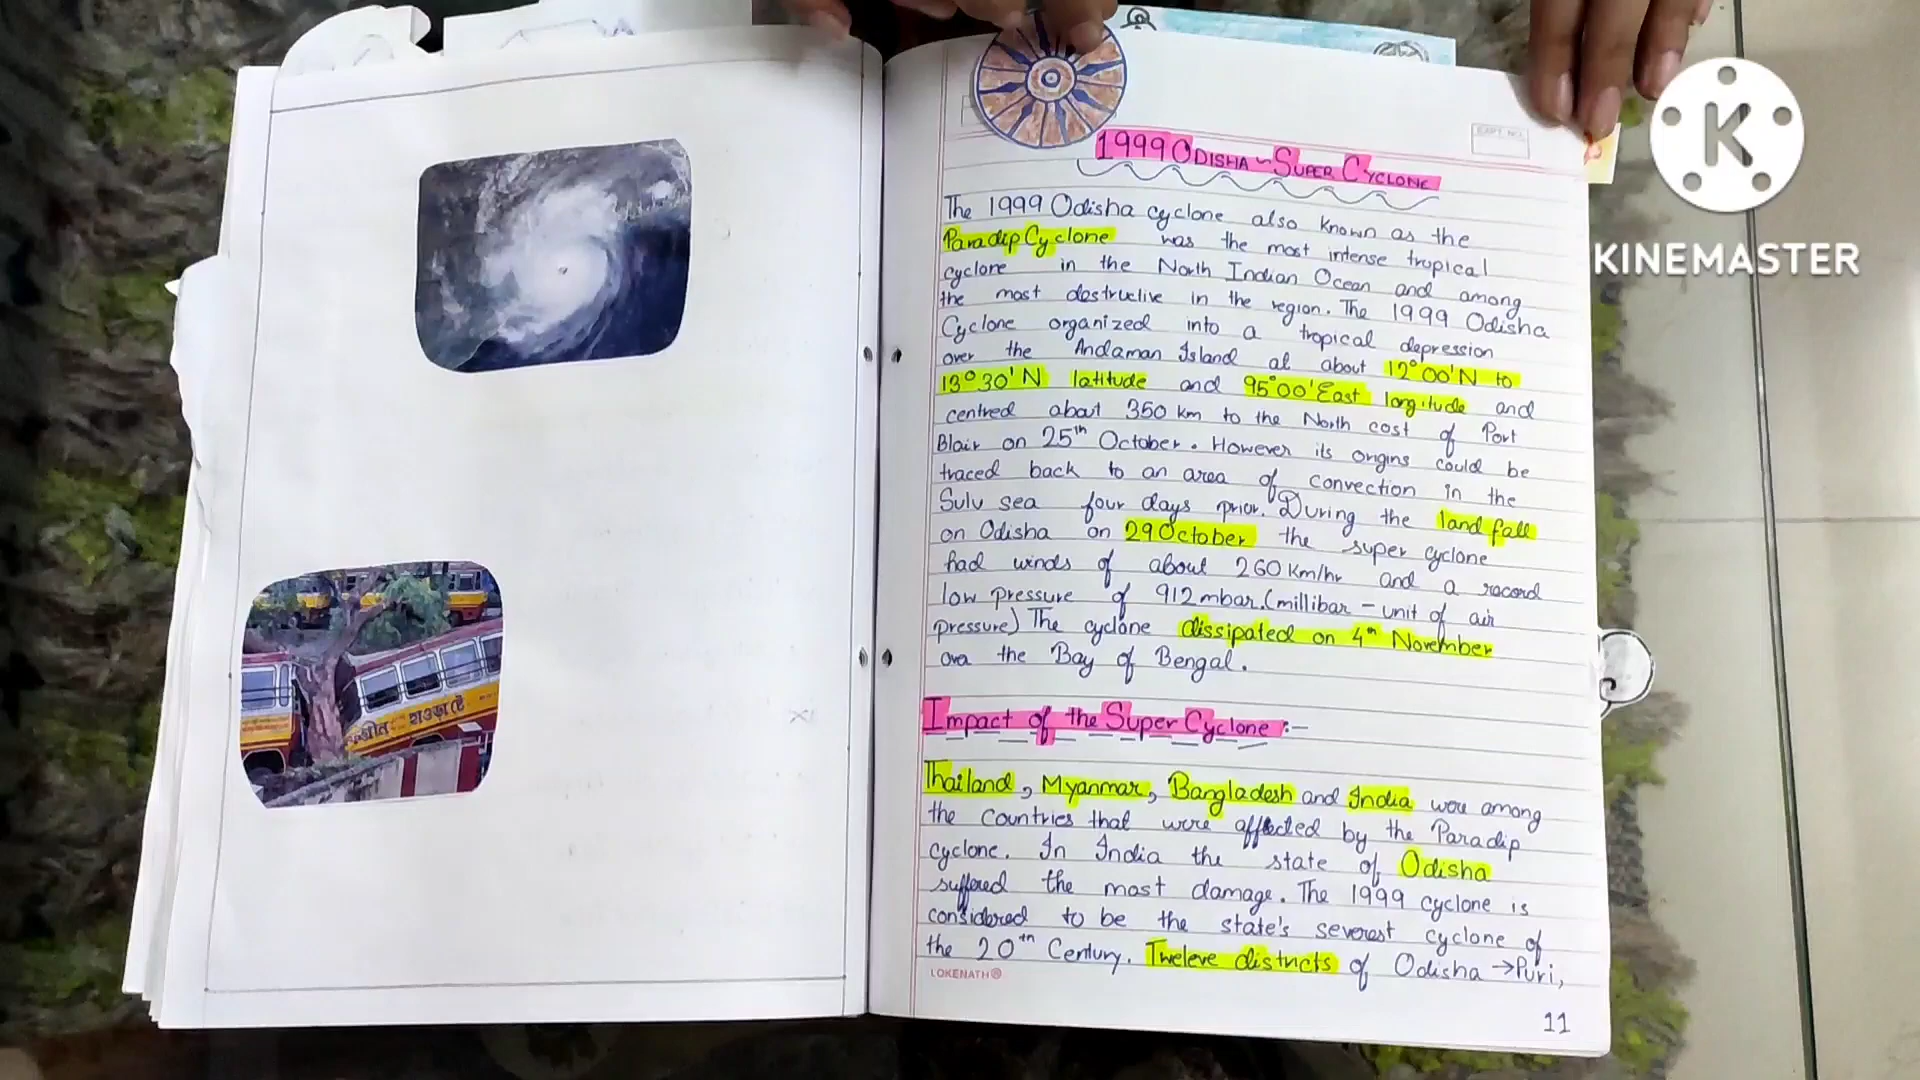 1999 ODISHA ~ SUPER CYCLONE
The 1999 Odisha cyclone also known as the
Paradip Cyclone was the most intense tropical
cyclone in the North Indian Ocean and among
the most destructive in the region. The 1999 Odisha
Cyclone organized into a tropical depression
over the Andaman Island at about 12°00'N to
13°30'N latitude and 95°00'East longitude and
centred about 350 km to the North cost of Port
Blair on 25th October. However its origins could be
traced back to an area of convection in the
Sulu sea four days prior. During the landfall
on Odisha on 29 October the super cyclone
had winds of about 260 Km/hr and a racord
low pressure of 912 mbar. (millibar - unit of air
pressure) The cyclone dissipated on 4th November
over the Bay of Bengal.
Impact of the Super Cyclone :-
Thailand, Myanmar, Bangladesh and India were among
the countries that were affected by the Paradip
cyclone. In India the state of Odisha
suffered the most damage. The 1999 cyclone is
considered to be the state's severest cyclone of
the 20th Century. Tweleve districts of Odisha → Puri,
LOKENATH®
11
EXPT. NO.
হাওড়া
K
KINEMASTER